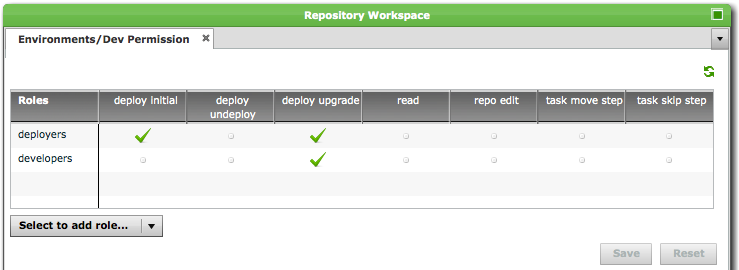 Repository Workspace
Environments/Dev Permission
Roles deploy initial deploy undeploy deploy upgrade read repo edit task move step task skip step
deployers
developers
Select to add role...
Save Reset